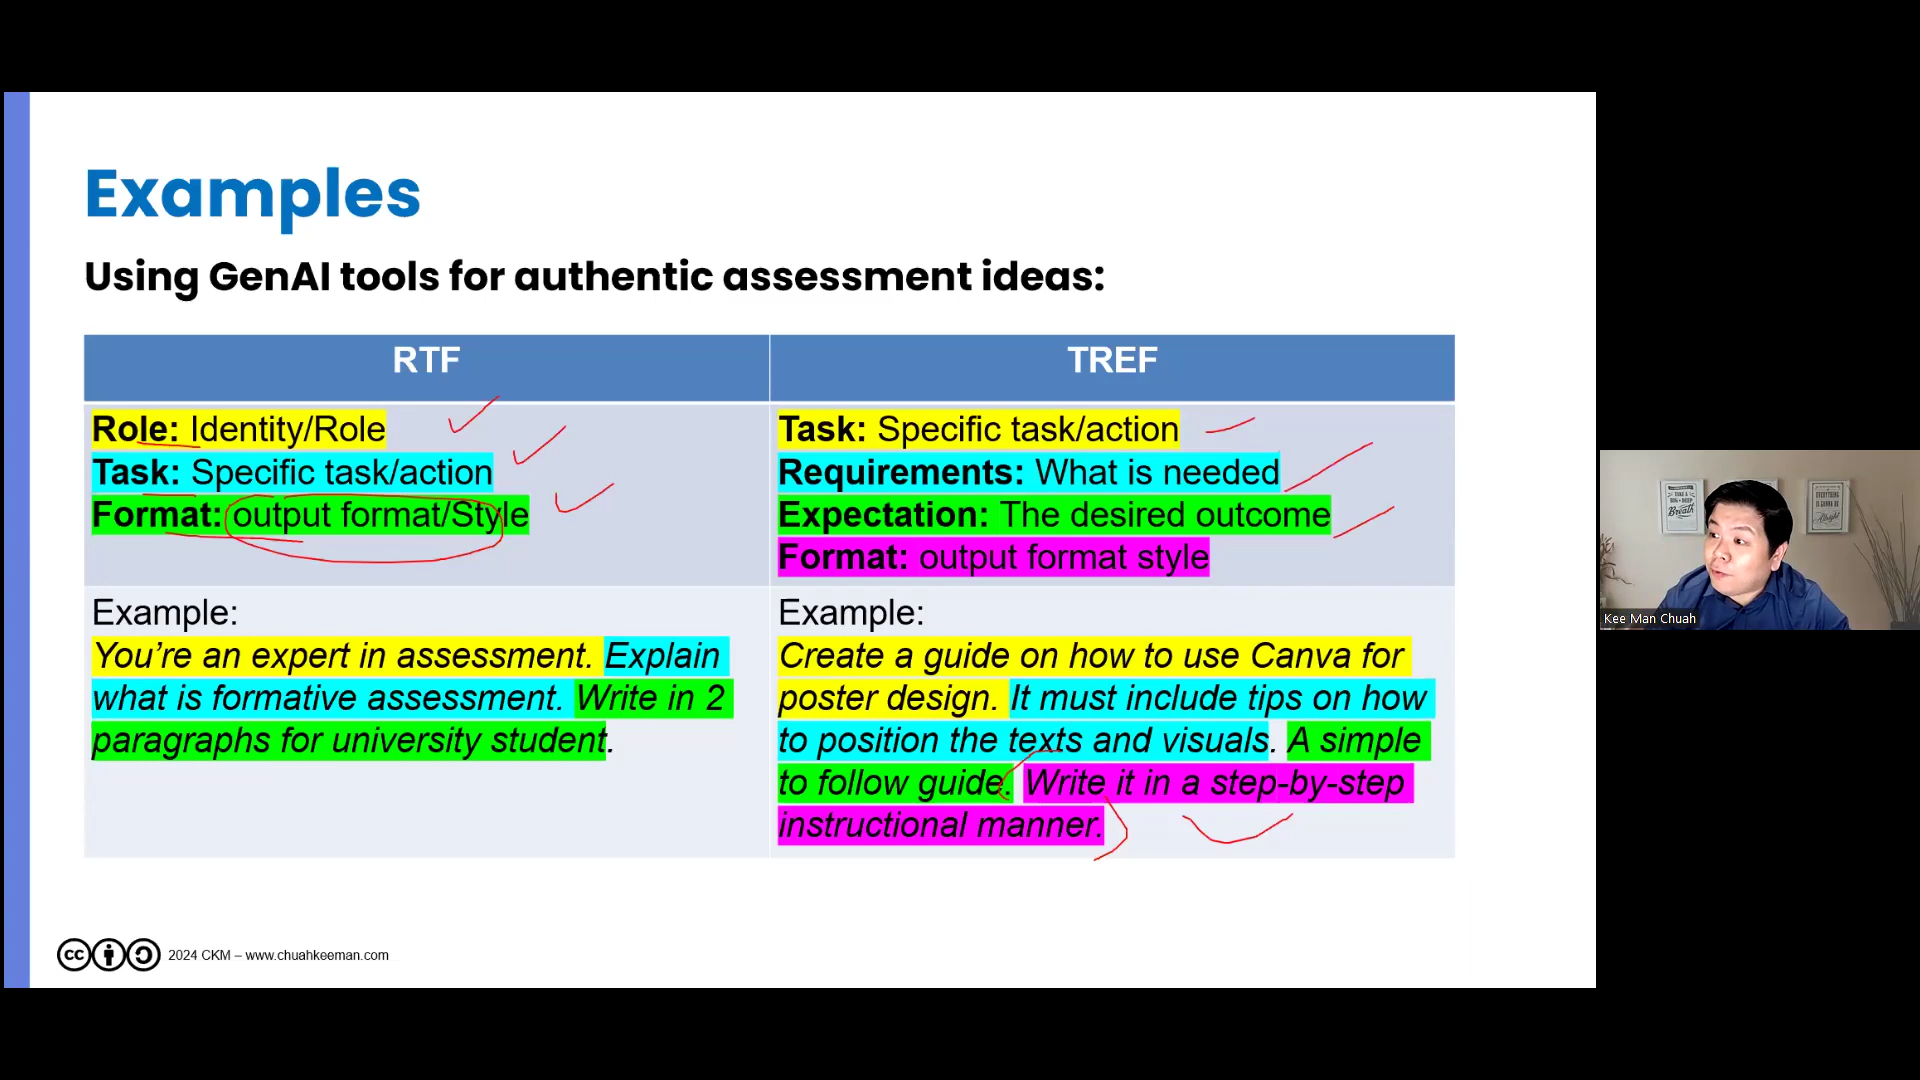 Examples
Using GenAI tools for authentic assessment ideas:
RTF
Role: Identity/Role
Task: Specific task/action
Format: output format/Style
Example:
You’re an expert in assessment. Explain
what is formative assessment. Write in 2
paragraphs for university student.
TREF
Task: Specific task/action
Requirements: What is needed
Expectation: The desired outcome
Format: output format style
Example:
Create a guide on how to use Canva for
poster design. It must include tips on how
to position the texts and visuals. A simple
to follow guide. Write it in a step-by-step
instructional manner.
cc
2024 CKM – www.chuahkeeman.com
Breath
Alright
Kee Man Chuah